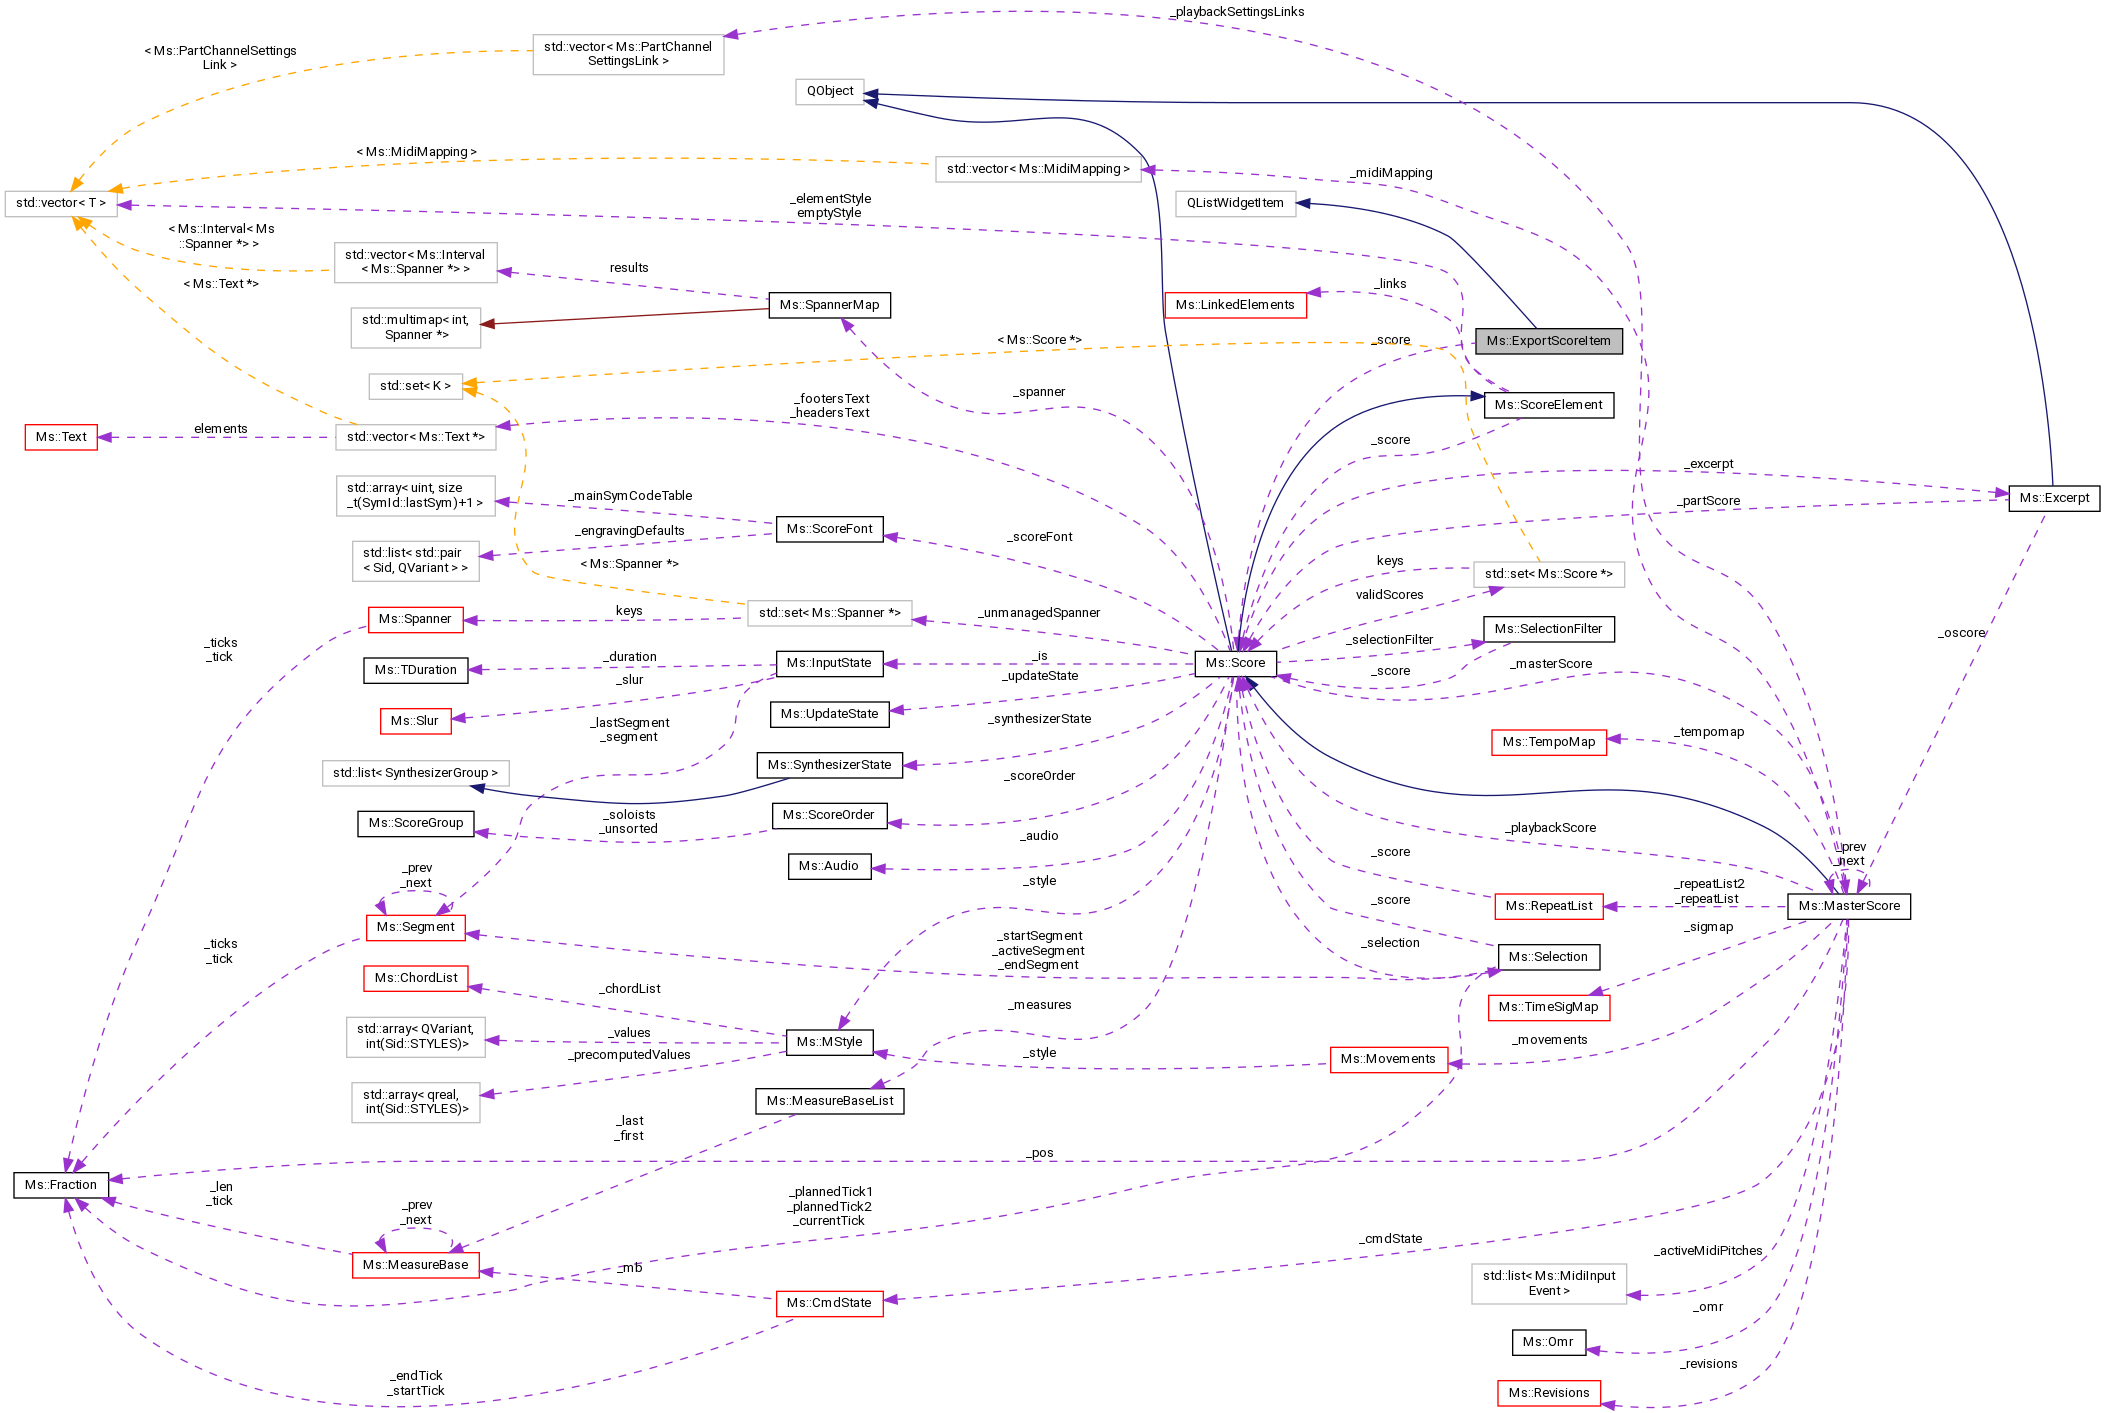 _playbackSettingsLinks
< Ms::PartChannelSettings
Link >
std::vector< Ms::PartChannel
SettingsLink >
QObject
< Ms::MidiMapping >
std::vector< Ms::MidiMapping >
_midiMapping
std::vector< T >
_elementStyle
emptyStyle
QListWidgetItem
< Ms::Interval< Ms
::Spanner *> >
std::vector< Ms::Interval
< Ms::Spanner *> >
results
< Ms::Text *>
_links
Ms::SpannerMap
Ms::LinkedElements
std::multimap< int,
Spanner *>
< Ms::Score *>
_score
Ms::ExportScoreItem
std::set< K >
_spanner
Ms::ScoreElement
_footersText
_headersText
Ms::Text
elements
std::vector< Ms::Text *>
_score
_excerpt
std::array< uint, size
_t(SymId::lastSym)+1 >
_mainSymCodeTable
_partScore
Ms::Excerpt
Ms::ScoreFont
_engravingDefaults
_scoreFont
std::list< std::pair
< Sid, QVariant > >
< Ms::Spanner *>
keys
std::set< Ms::Score *>
validScores
Ms::Spanner
keys
std::set< Ms::Spanner *>
_unmanagedSpanner
Ms::SelectionFilter
_selectionFilter
_oscore
_ticks
_tick
Ms::TDuration
_duration
Ms::InputState
_is
Ms::Score
_masterScore
_score
_slur
_updateState
Ms::Slur
Ms::UpdateState
_lastSegment
_segment
_synthesizerState
_tempomap
Ms::TempoMap
std::list< SynthesizerGroup >
Ms::SynthesizerState
_scoreOrder
Ms::ScoreGroup
_soloists
_unsorted
Ms::ScoreOrder
_playbackScore
_audio
_prev
_next
Ms::Audio
_score
_prev
_next
_style
_repeatList2
_repeatList
Ms::RepeatList
Ms::MasterScore
_score
Ms::Segment
_sigmap
_startSegment
_activeSegment
_endSegment
_selection
_ticks
_tick
Ms::Selection
Ms::ChordList
_chordList
_measures
Ms::TimeSigMap
std::array< QVariant,
int(Sid::STYLES)>
_values
Ms::MStyle
_movements
_precomputedValues
_style
Ms::Movements
std::array< qreal,
int(Sid::STYLES)>
Ms::MeasureBaseList
_last
_first
_pos
Ms::Fraction
_len
_tick
_plannedTick1
_plannedTick2
_currentTick
_prev
_next
_cmdState
_activeMidiPitches
Ms::MeasureBase
_mb
std::list< Ms::MidiInput
Event >
Ms::CmdState
_omr
Ms::Omr
_revisions
_endTick
_startTick
Ms::Revisions